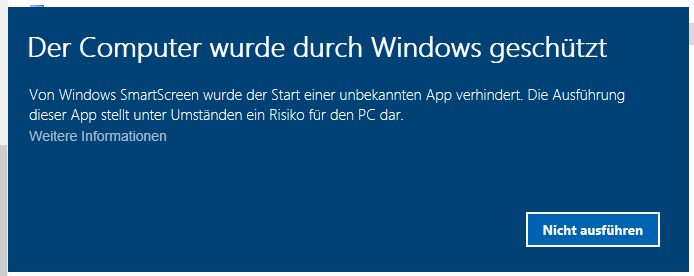 Der Computer wurde durch Windows geschützt
Von Windows SmartScreen wurde der Start einer unbekannten App verhindert. Die Ausführung
dieser App stellt unter Umständen ein Risiko für den PC dar.
Weitere Informationen
Nicht ausführen